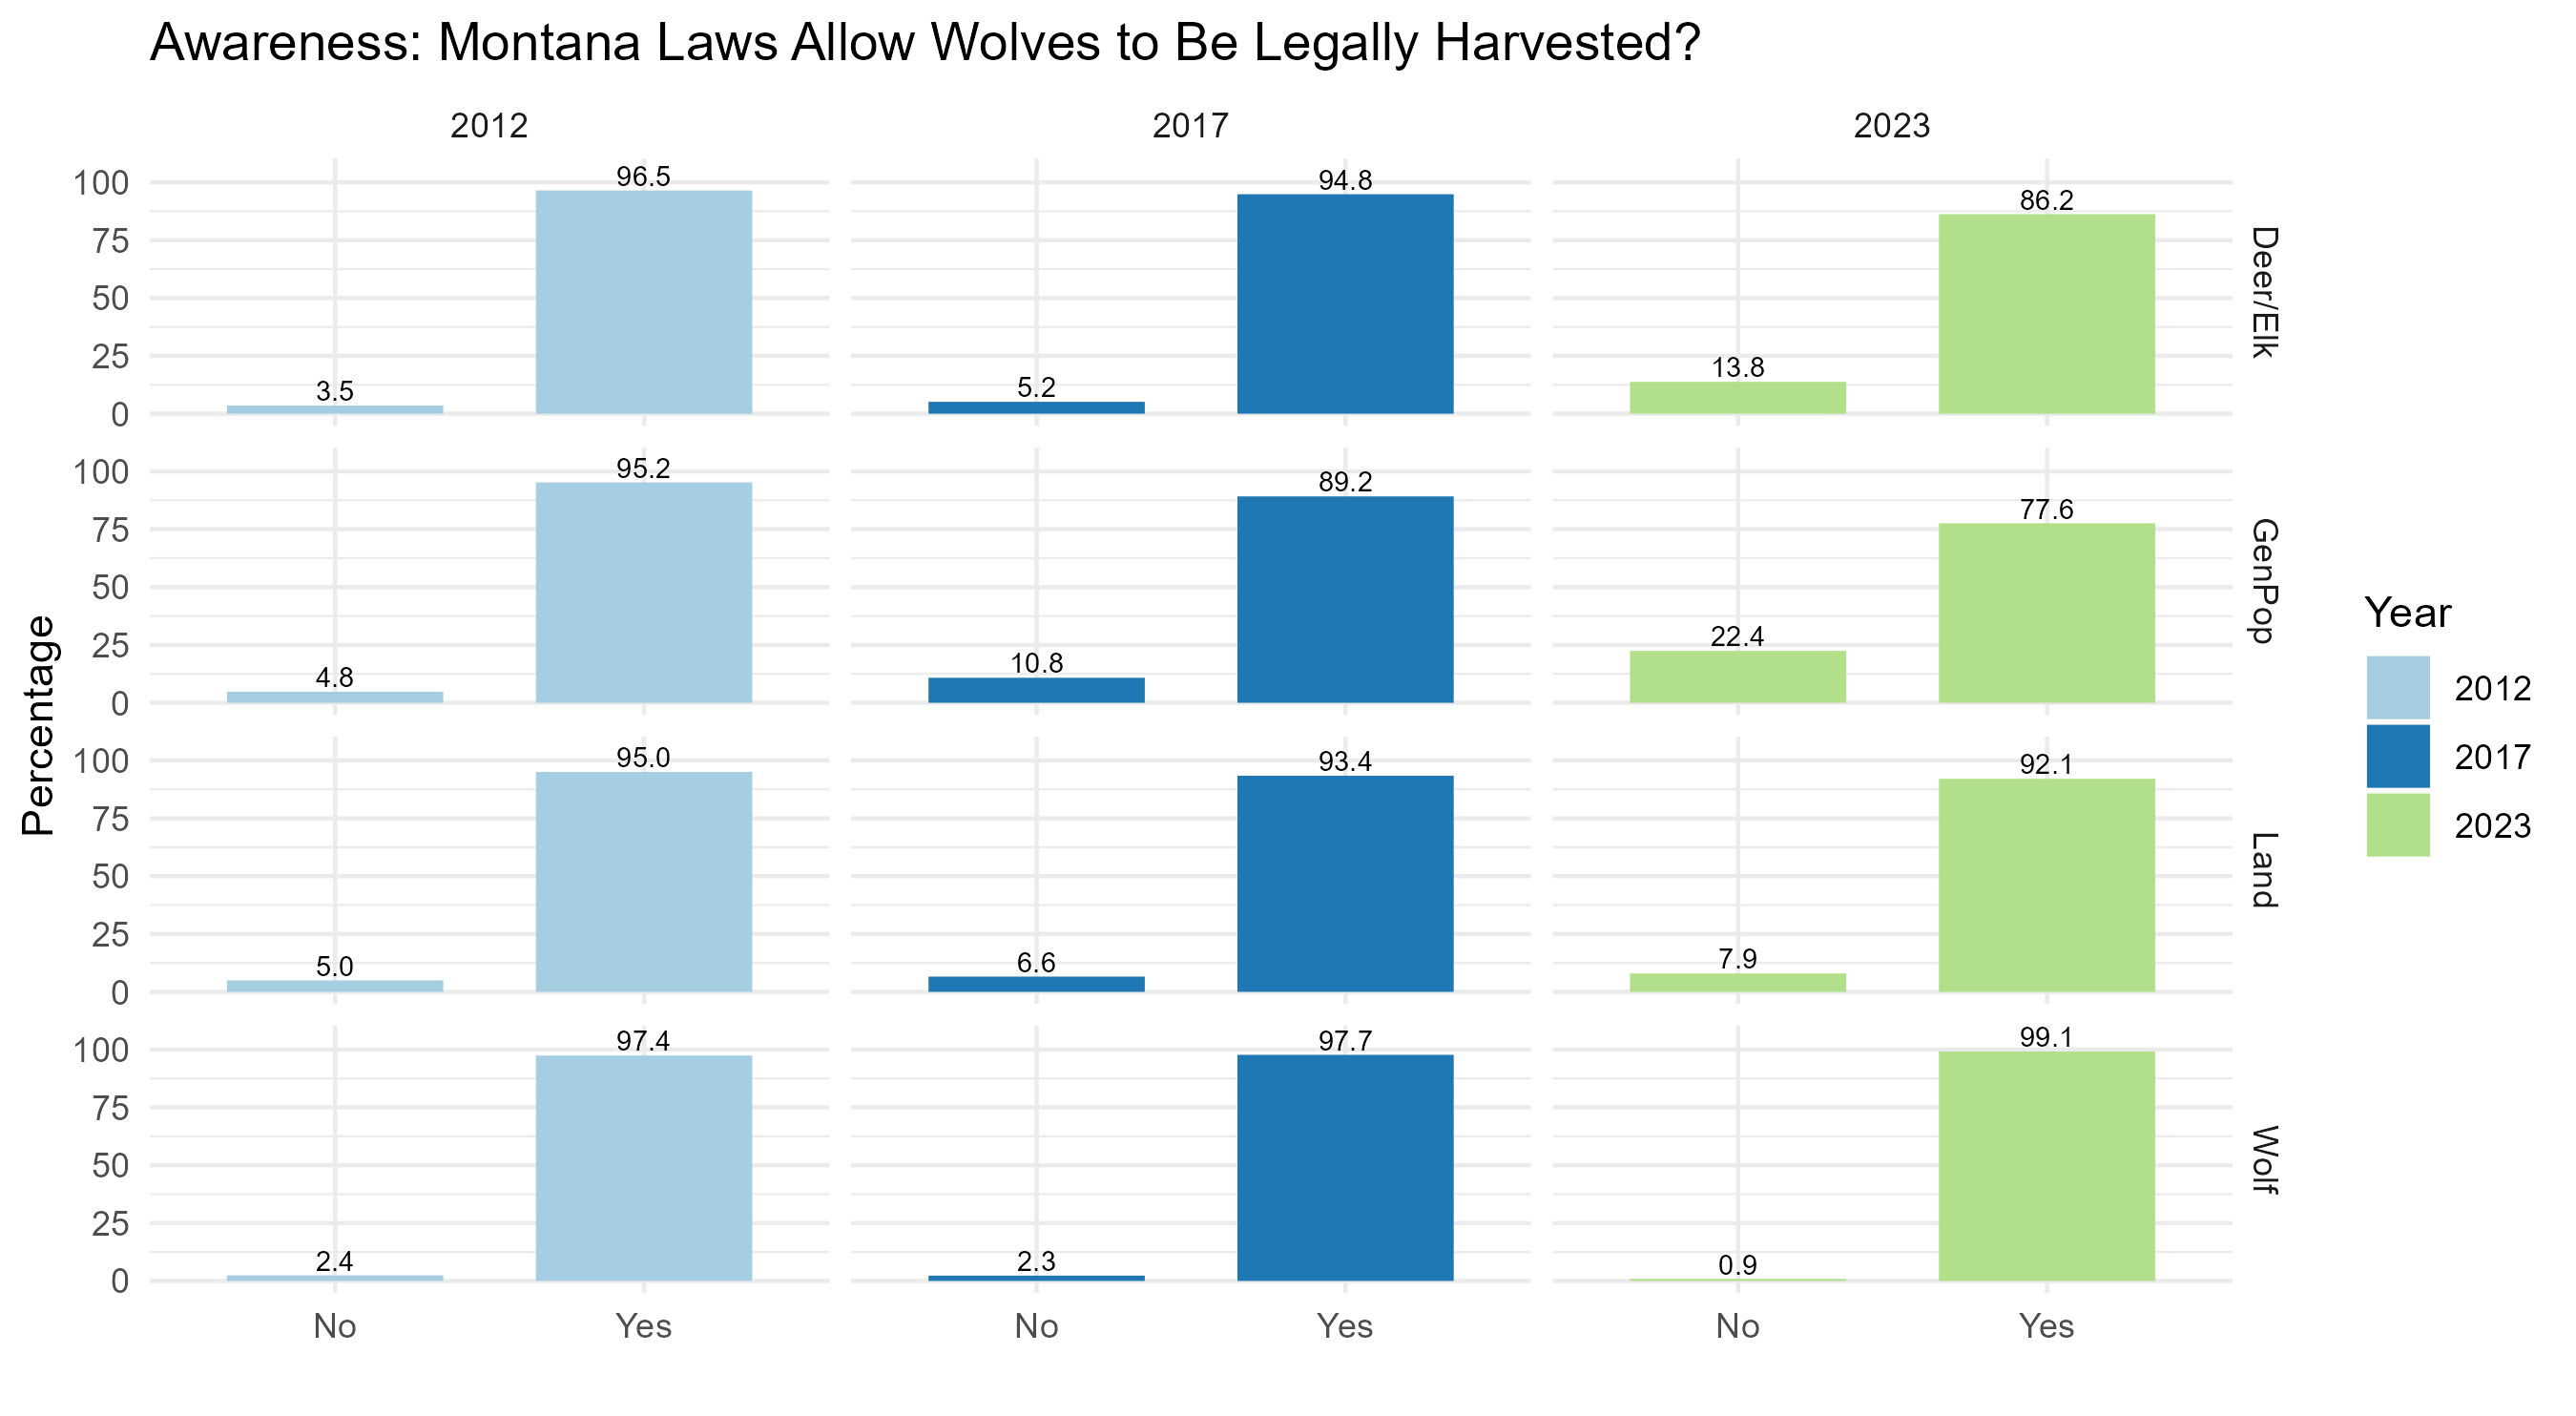 Awareness: Montana Laws Allow Wolves to Be Legally Harvested?
2012 2017 2023
Percentage
100 96.5 94.8 86.2
75
50
25 13.8
3.5 5.2
0
Deer/Elk
100 95.2 89.2
75 77.6
50
25 22.4
4.8 10.8
0
GenPop
100 95.0 93.4 92.1
75
50
25
5.0 6.6 7.9
0
Land
100 97.4 97.7 99.1
75
50
25
2.4 2.3 0.9
0
Wolf
No Yes No Yes No Yes
Year
2012
2017
2023